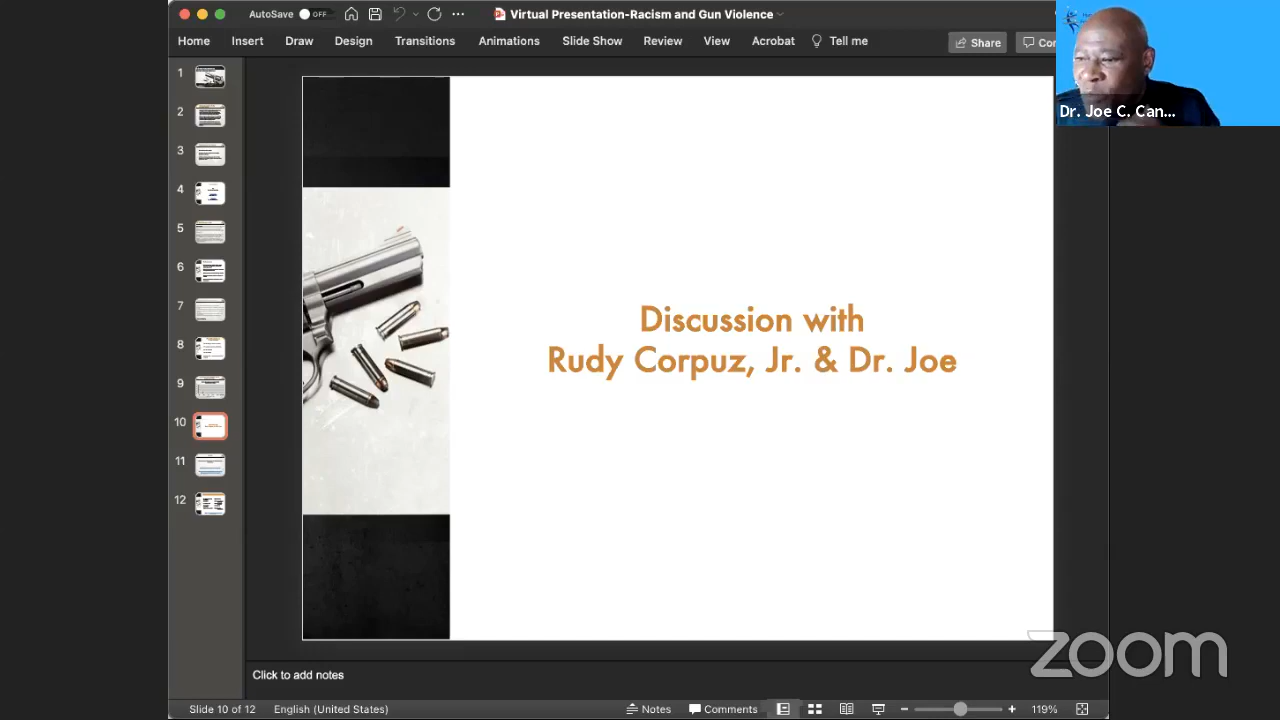 AutoSave OFF
Virtual Presentation-Racism and Gun Violence
Home Insert Draw Design Transitions Animations Slide Show Review View Acrobat Tell me
Share
Dr. Joe C. Can...
1
2
3
4
5
6
7
8
9
10
11
12
Discussion with
Rudy Corpuz, Jr. & Dr. Joe
zoom
Click to add notes
Slide 10 of 12 English (United States) Notes Comments 119%